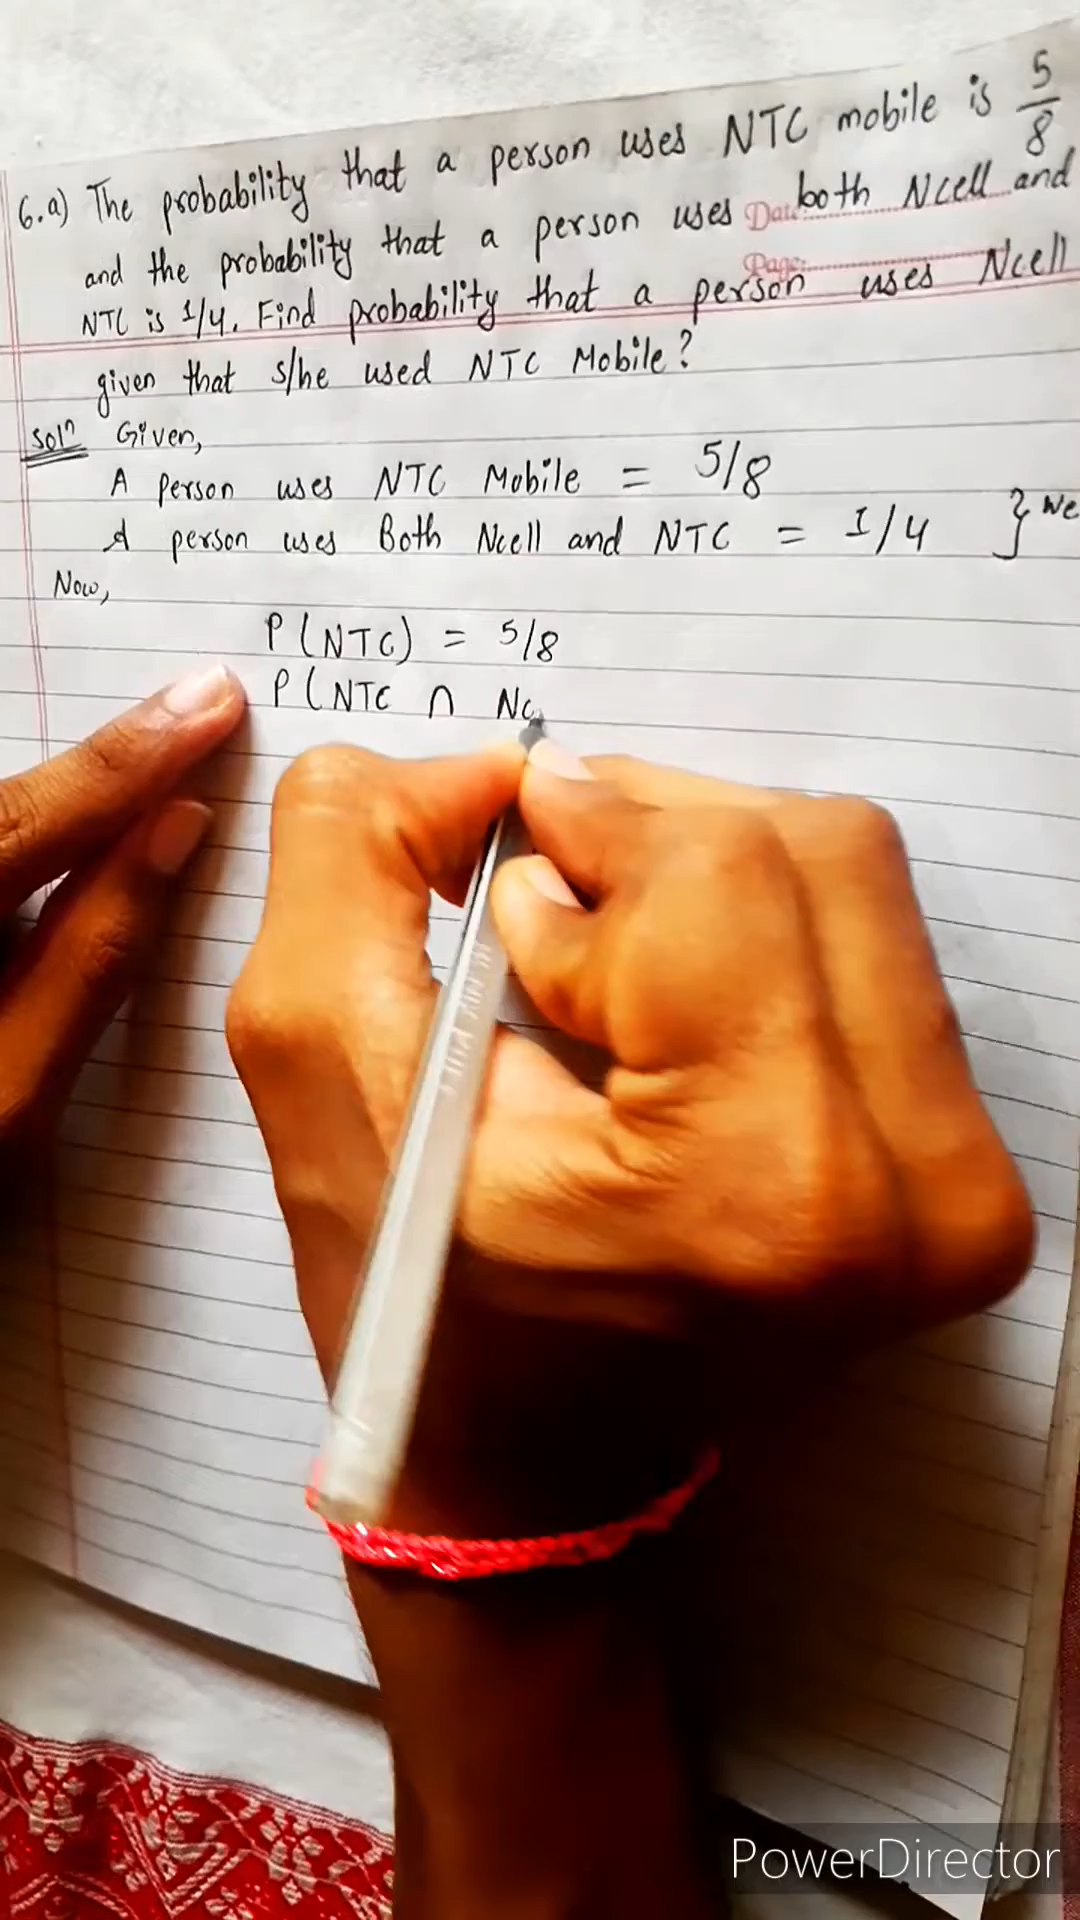 6.a) The probability that a person uses NTC mobile is 5/8
and the probability that a person uses both Ncell and
NTC is 1/4. Find probability that a person uses Ncell
given that s/he used NTC Mobile?
Date:
Page:
Solⁿ Given,
A person uses NTC Mobile = 5/8
A person uses Both Ncell and NTC = 1/4 } We
Now,
P(NTC) = 5/8
P(NTC ∩ Nc
PowerDirector